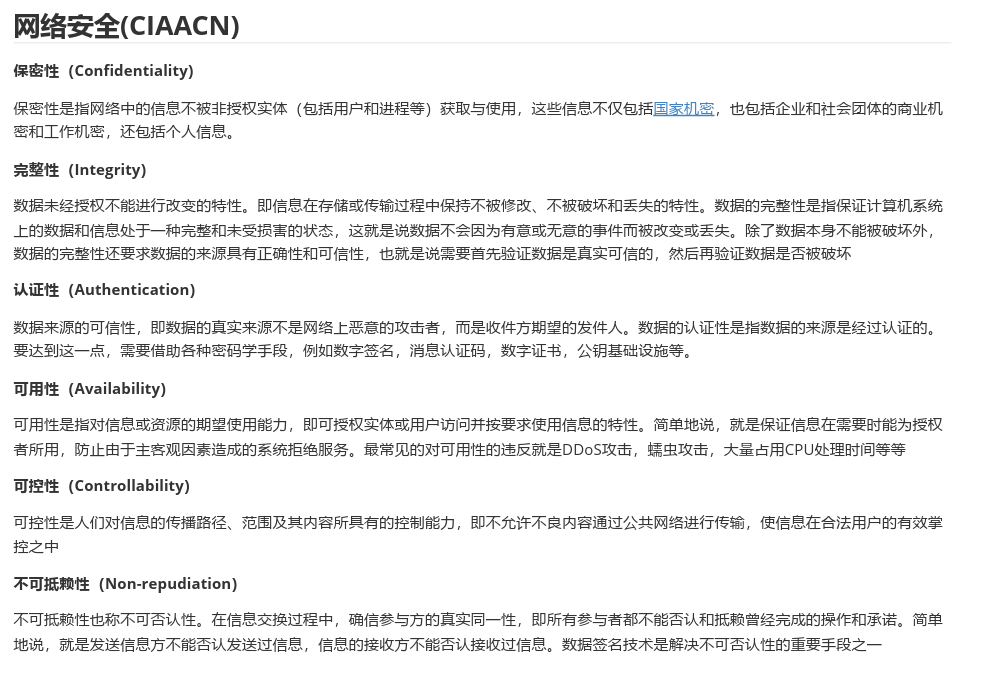 网络安全(CIAACN)
保密性（Confidentiality)
保密性是指网络中的信息不被非授权实体（包括用户和进程等）获取与使用，这些信息不仅包括国家机密，也包括企业和社会团体的商业机
密和工作机密，还包括个人信息。
完整性（Integrity)
数据未经授权不能进行改变的特性。即信息在存储或传输过程中保持不被修改、不被破坏和丢失的特性。数据的完整性是指保证计算机系统
上的数据和信息处于一种完整和未受损害的状态，这就是说数据不会因为有意或无意的事件而被改变或丢失。除了数据本身不能被破坏外，
数据的完整性还要求数据的来源具有正确性和可信性，也就是说需要首先验证数据是真实可信的，然后再验证数据是否被破坏
认证性（Authentication)
数据来源的可信性，即数据的真实来源不是网络上恶意的攻击者，而是收件方期望的发件人。数据的认证性是指数据的来源是经过认证的。
要达到这一点，需要借助各种密码学手段，例如数字签名，消息认证码，数字证书，公钥基础设施等。
可用性（Availability)
可用性是指对信息或资源的期望使用能力，即可授权实体或用户访问并按要求使用信息的特性。简单地说，就是保证信息在需要时能为授权
者所用，防止由于主客观因素造成的系统拒绝服务。最常见的对可用性的违反就是DDoS攻击，蠕虫攻击，大量占用CPU处理时间等等
可控性（Controllability)
可控性是人们对信息的传播路径、范围及其内容所具有的控制能力，即不允许不良内容通过公共网络进行传输，使信息在合法用户的有效掌
控之中
不可抵赖性（Non-repudiation)
不可抵赖性也称不可否认性。在信息交换过程中，确信参与方的真实同一性，即所有参与者都不能否认和抵赖曾经完成的操作和承诺。简单
地说，就是发送信息方不能否认发送过信息，信息的接收方不能否认接收过信息。数据签名技术是解决不可否认性的重要手段之一